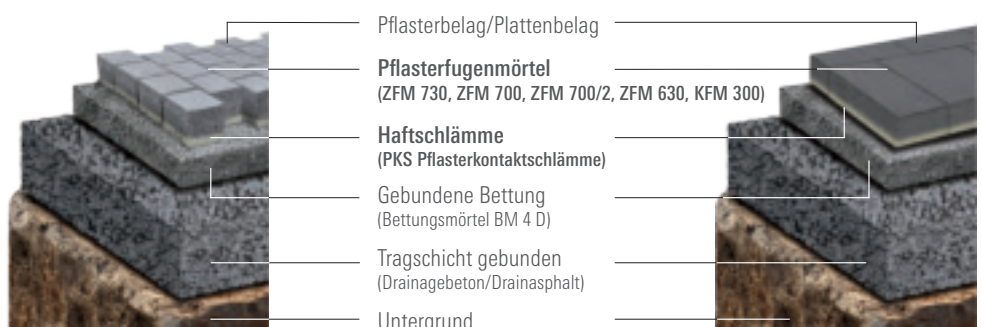 Pflasterbelag/Plattenbelag
Pflasterfugenmörtel
(ZFM 730, ZFM 700, ZFM 700/2, ZFM 630, KFM 300)
Haftschlämme
(PKS Pflasterkontaktschlämme)
Gebundene Bettung
(Bettungsmörtel BM 4 D)
Tragschicht gebunden
(Drainagebeton/Drainasphalt)
Untergrund